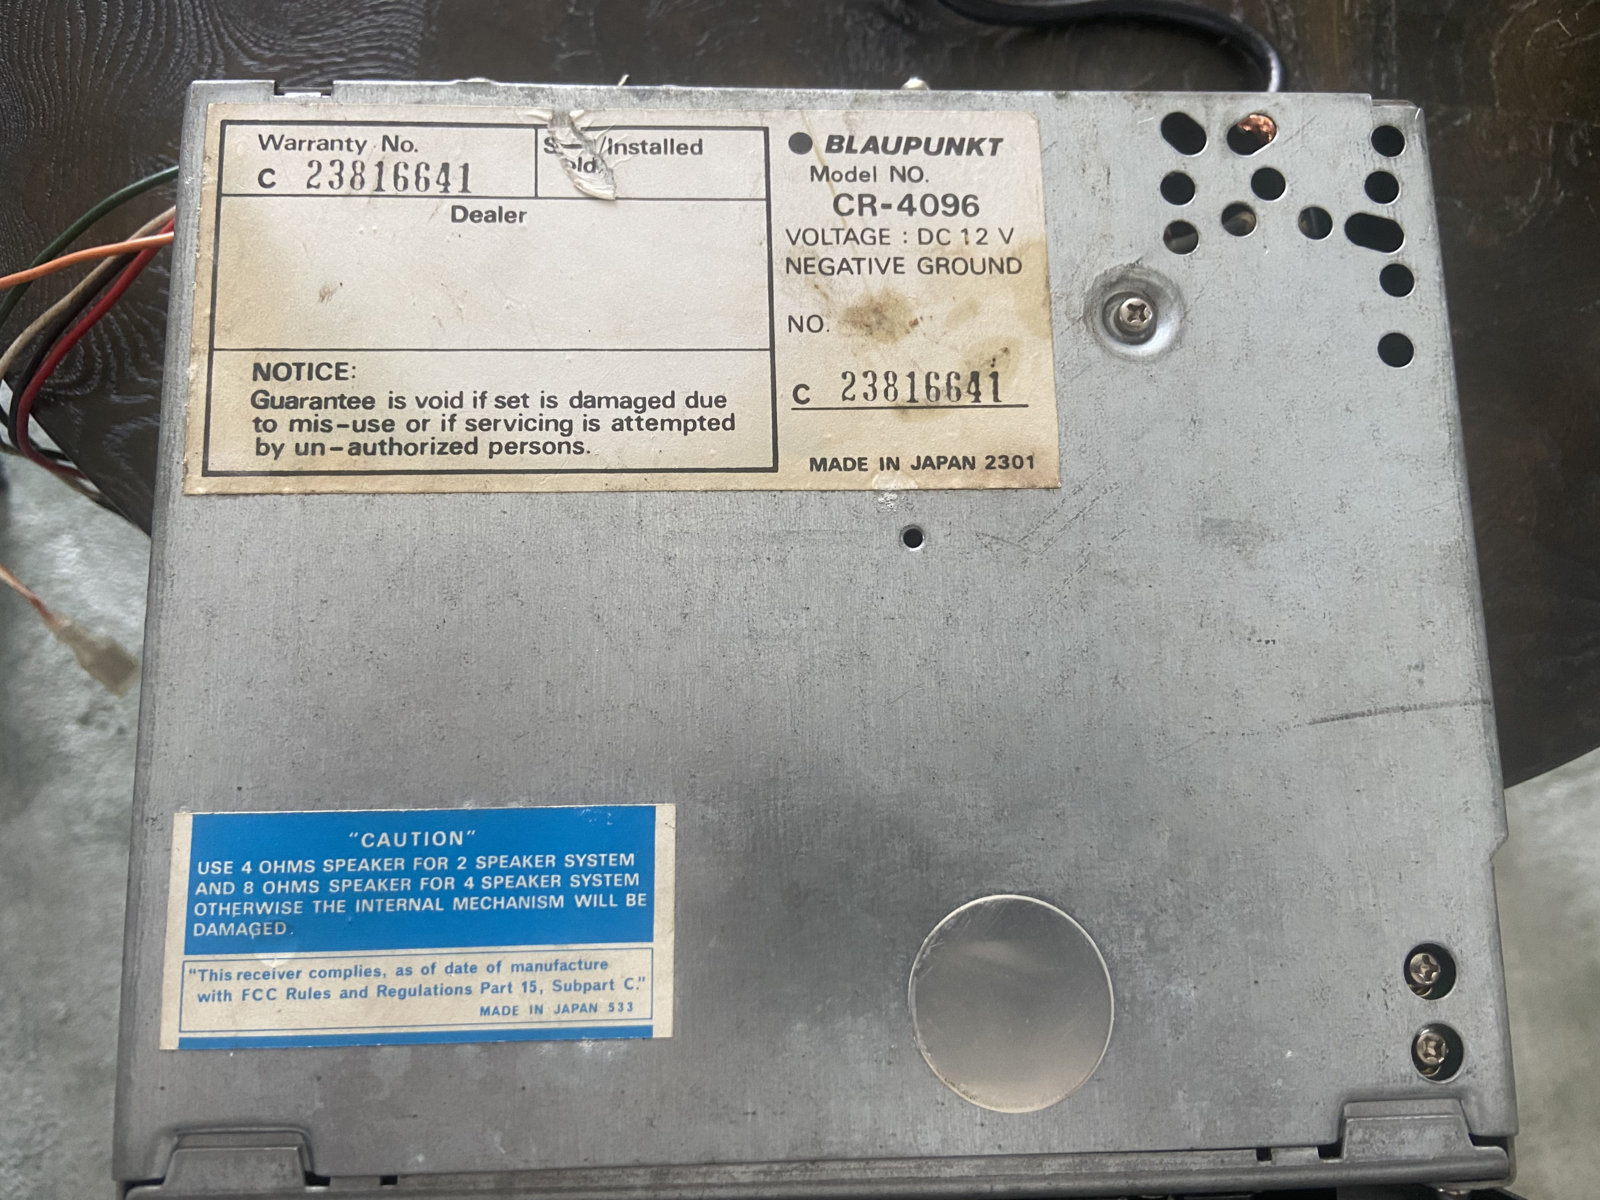 Warranty No.
C 23816641
/Installed
Dealer
NOTICE:
Guarantee is void if set is damaged due
to mis-use or if servicing is attempted
by un-authorized persons.
BLAUPUNKT
Model NO.
CR-4096
VOLTAGE : DC 12 V
NEGATIVE GROUND
NO.
C 23816641
MADE IN JAPAN 2301
"CAUTION"
USE 4 OHMS SPEAKER FOR 2 SPEAKER SYSTEM
AND 8 OHMS SPEAKER FOR 4 SPEAKER SYSTEM
OTHERWISE THE INTERNAL MECHANISM WILL BE
DAMAGED.
"This receiver complies, as of date of manufacture
with FCC Rules and Regulations Part 15, Subpart C."
MADE IN JAPAN 533